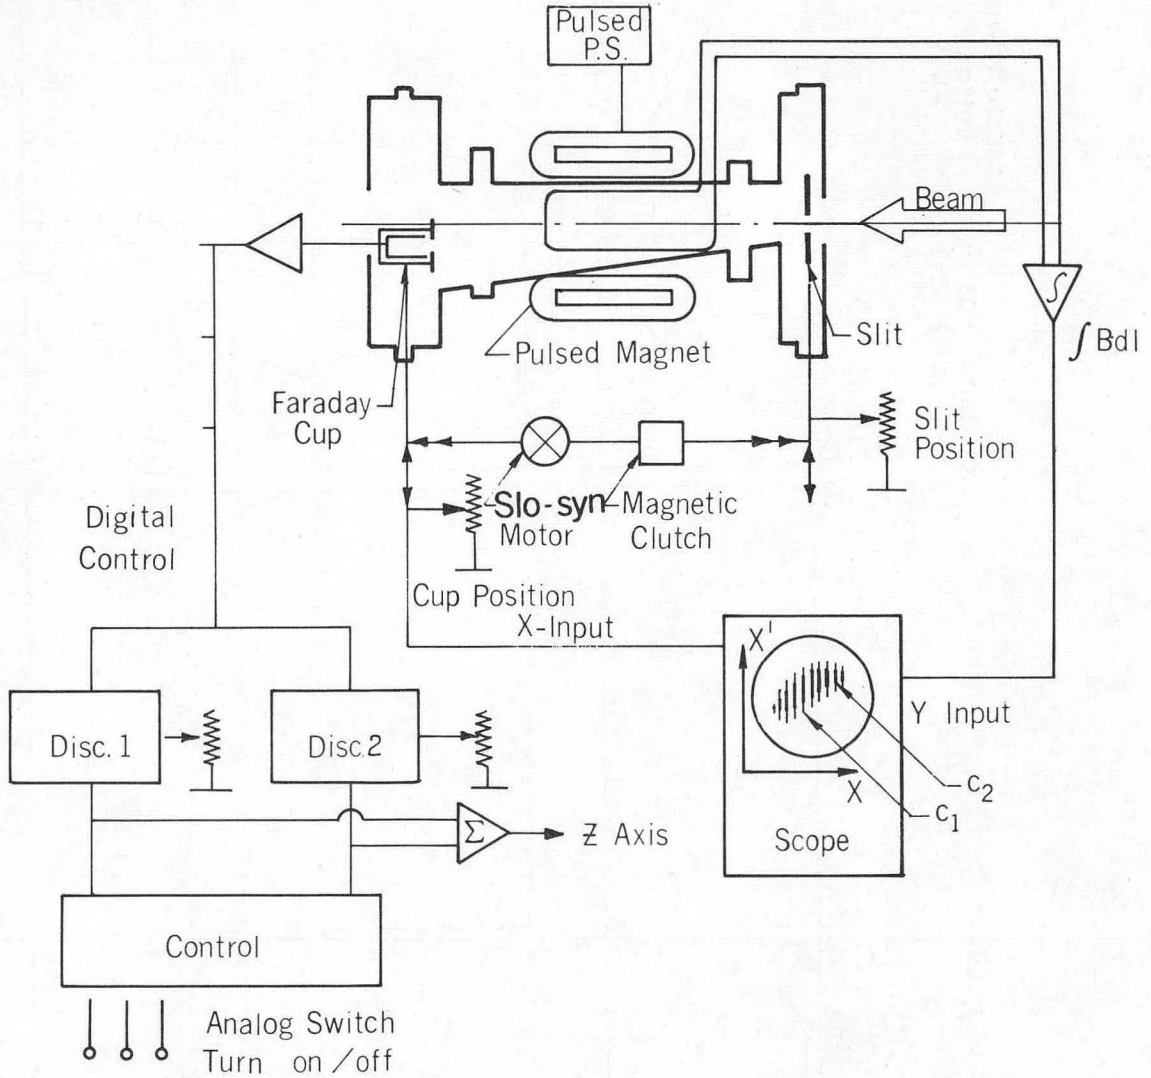 Pulsed
P.S.
Beam
∫
∫ Bdl
Slit
Pulsed Magnet
Faraday
Cup
Slit
Position
Slo-syn
Motor
Magnetic
Clutch
Digital
Control
Cup Position
X-Input
X'
X
Y Input
C₂
C₁
Scope
Disc. 1
Disc. 2
Σ
Z Axis
Control
Analog Switch
Turn on / off